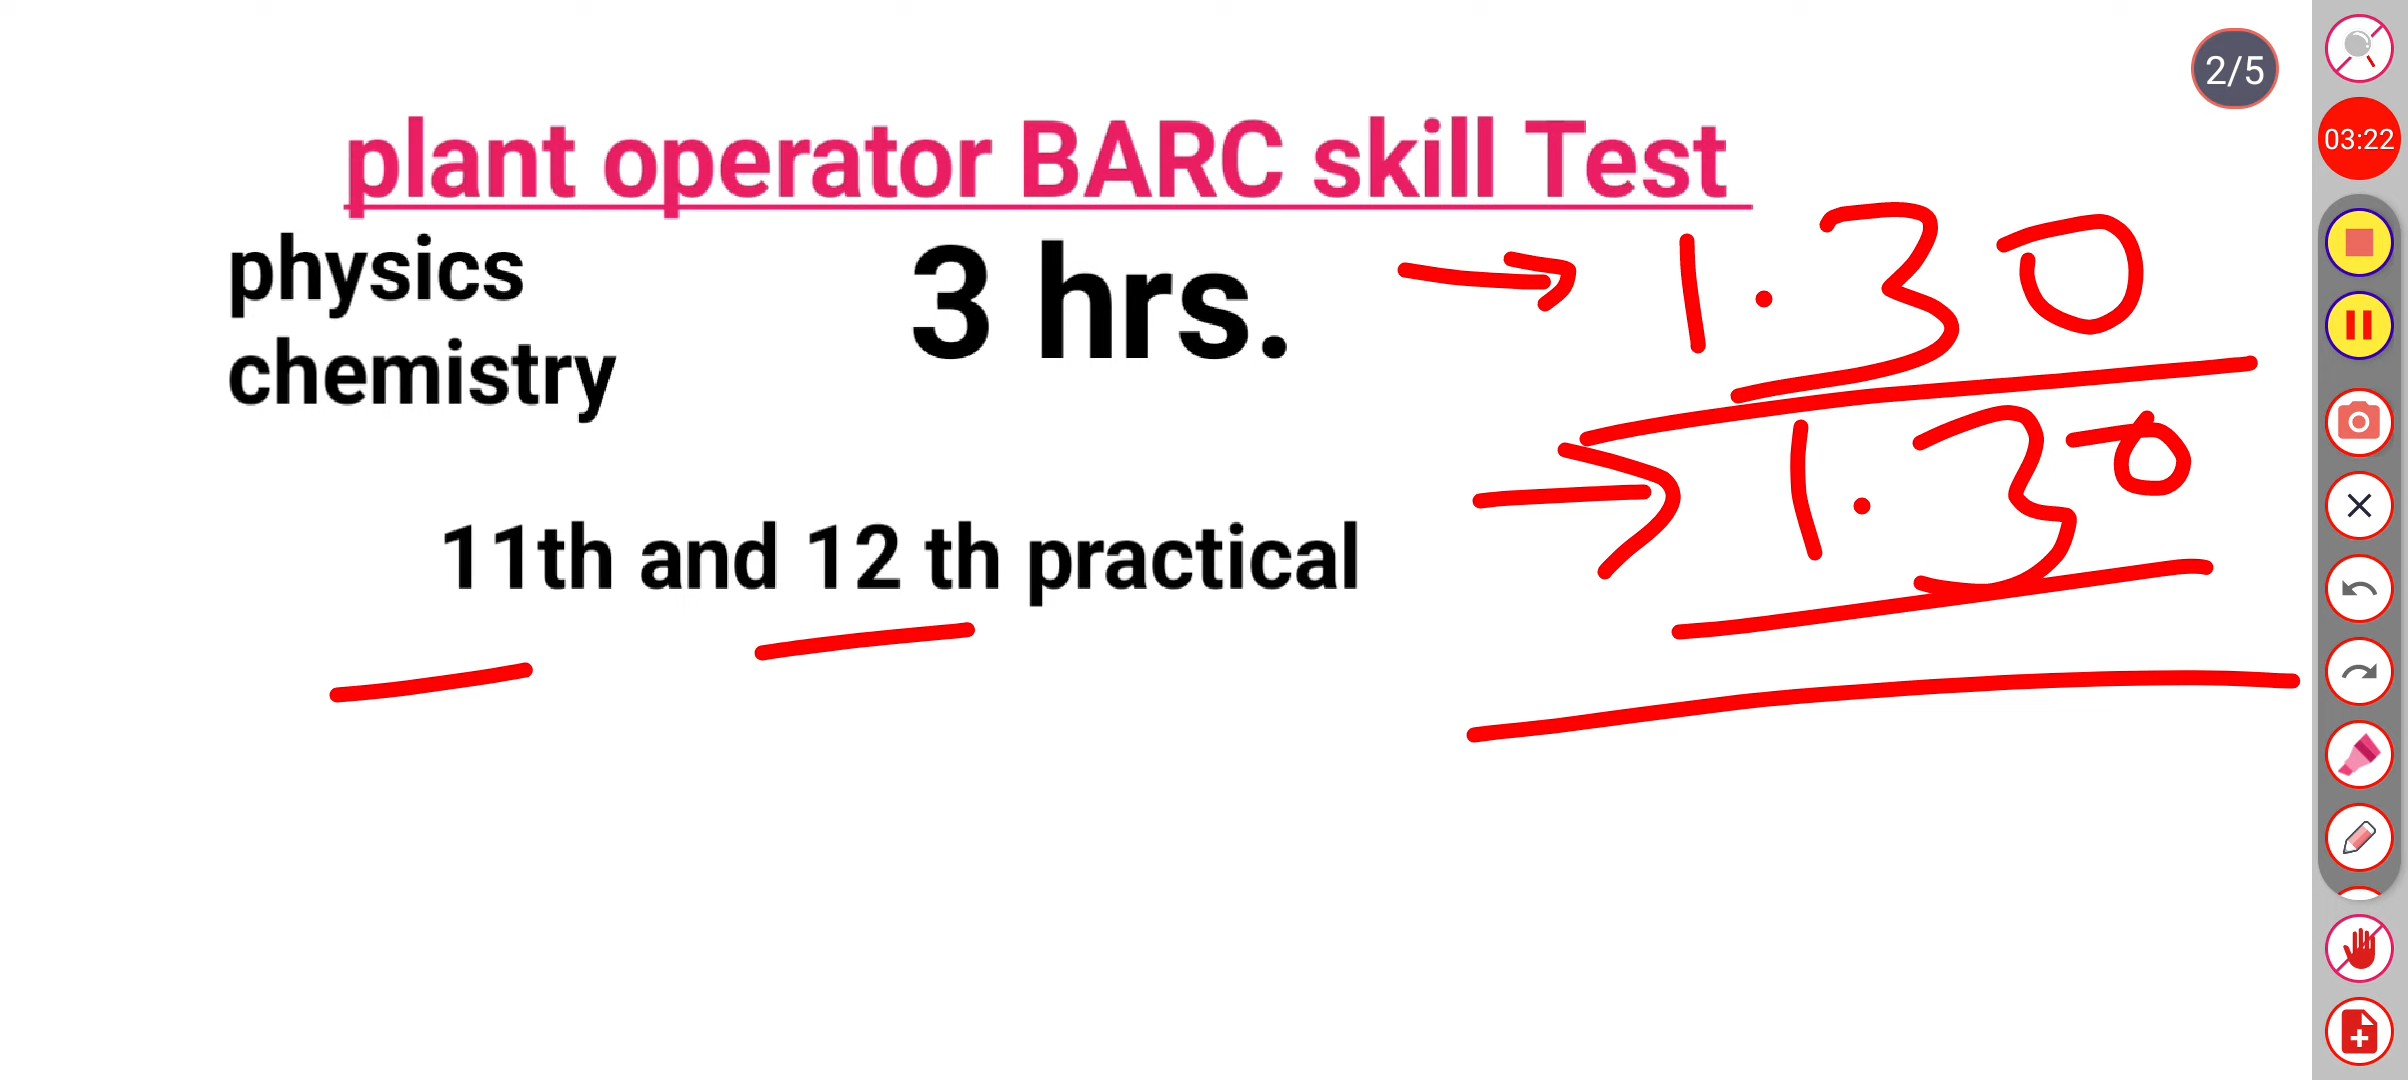 2/5
03:22
plant operator BARC skill Test
physics
3 hrs.
1.30
chemistry
1.30
11th and 12 th practical